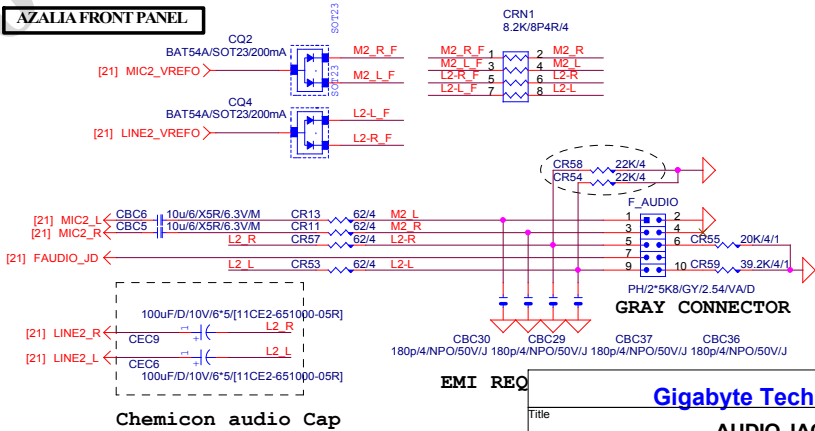 AZALIA FRONT PANEL
SOT23
CQ2
BAT54A/SOT23/200mA
[21] MIC2_VREFO
M2_R_F
M2_L_F
SOT23
CQ4
BAT54A/SOT23/200mA
[21] LINE2_VREFO
L2-L_F
L2-R_F
CRN1
8.2K/8P4R/4
M2_R_F 1 2 M2_R
M2_L_F 3 4 M2_L
L2-R_F 5 6 L2-R
L2-L_F 7 8 L2-L
CR58 22K/4
CR54 22K/4
F_AUDIO
[21] MIC2_L CBC6 10u/6/X5R/6.3V/M CR13 62/4 M2_L 1 2
[21] MIC2_R CBC5 10u/6/X5R/6.3V/M CR11 62/4 M2_R 3 4
L2_R CR57 62/4 L2-R 5 6 CR55 20K/4/1
[21] FAUDIO_JD 7
L2_L CR53 62/4 L2-L 9 10 CR59 39.2K/4/1
PH/2*5K8/GY/2.54/VA/D
GRAY CONNECTOR
100uF/D/10V/6*5/[11CE2-651000-05R]
[21] LINE2_R 1 + L2_R
CEC9
[21] LINE2_L 1 + L2_L
CEC6
100uF/D/10V/6*5/[11CE2-651000-05R]
Chemicon audio Cap
CBC30 CBC29 CBC37 CBC36
180p/4/NPO/50V/J 180p/4/NPO/50V/J 180p/4/NPO/50V/J 180p/4/NPO/50V/J
EMI REQ
Gigabyte Tech
Title